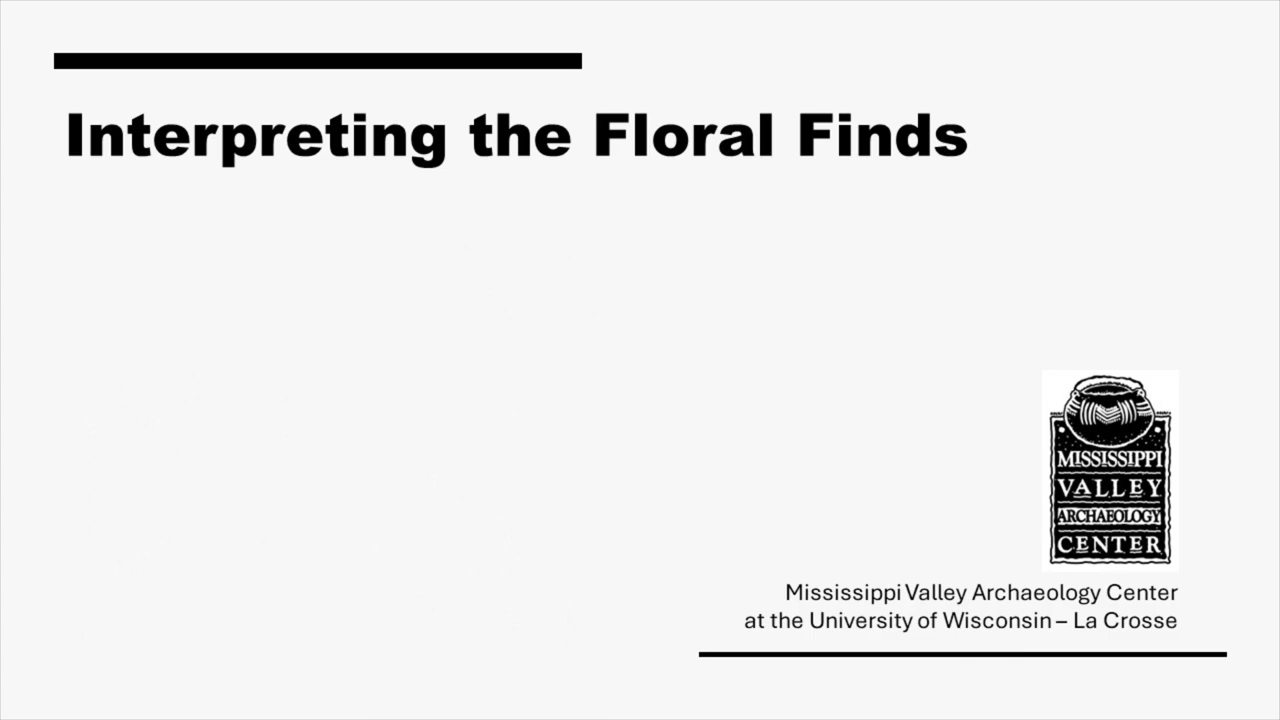 Interpreting the Floral Finds
MISSISSIPPI
VALLEY
ARCHAEOLOGY
CENTER
Mississippi Valley Archaeology Center
at the University of Wisconsin – La Crosse